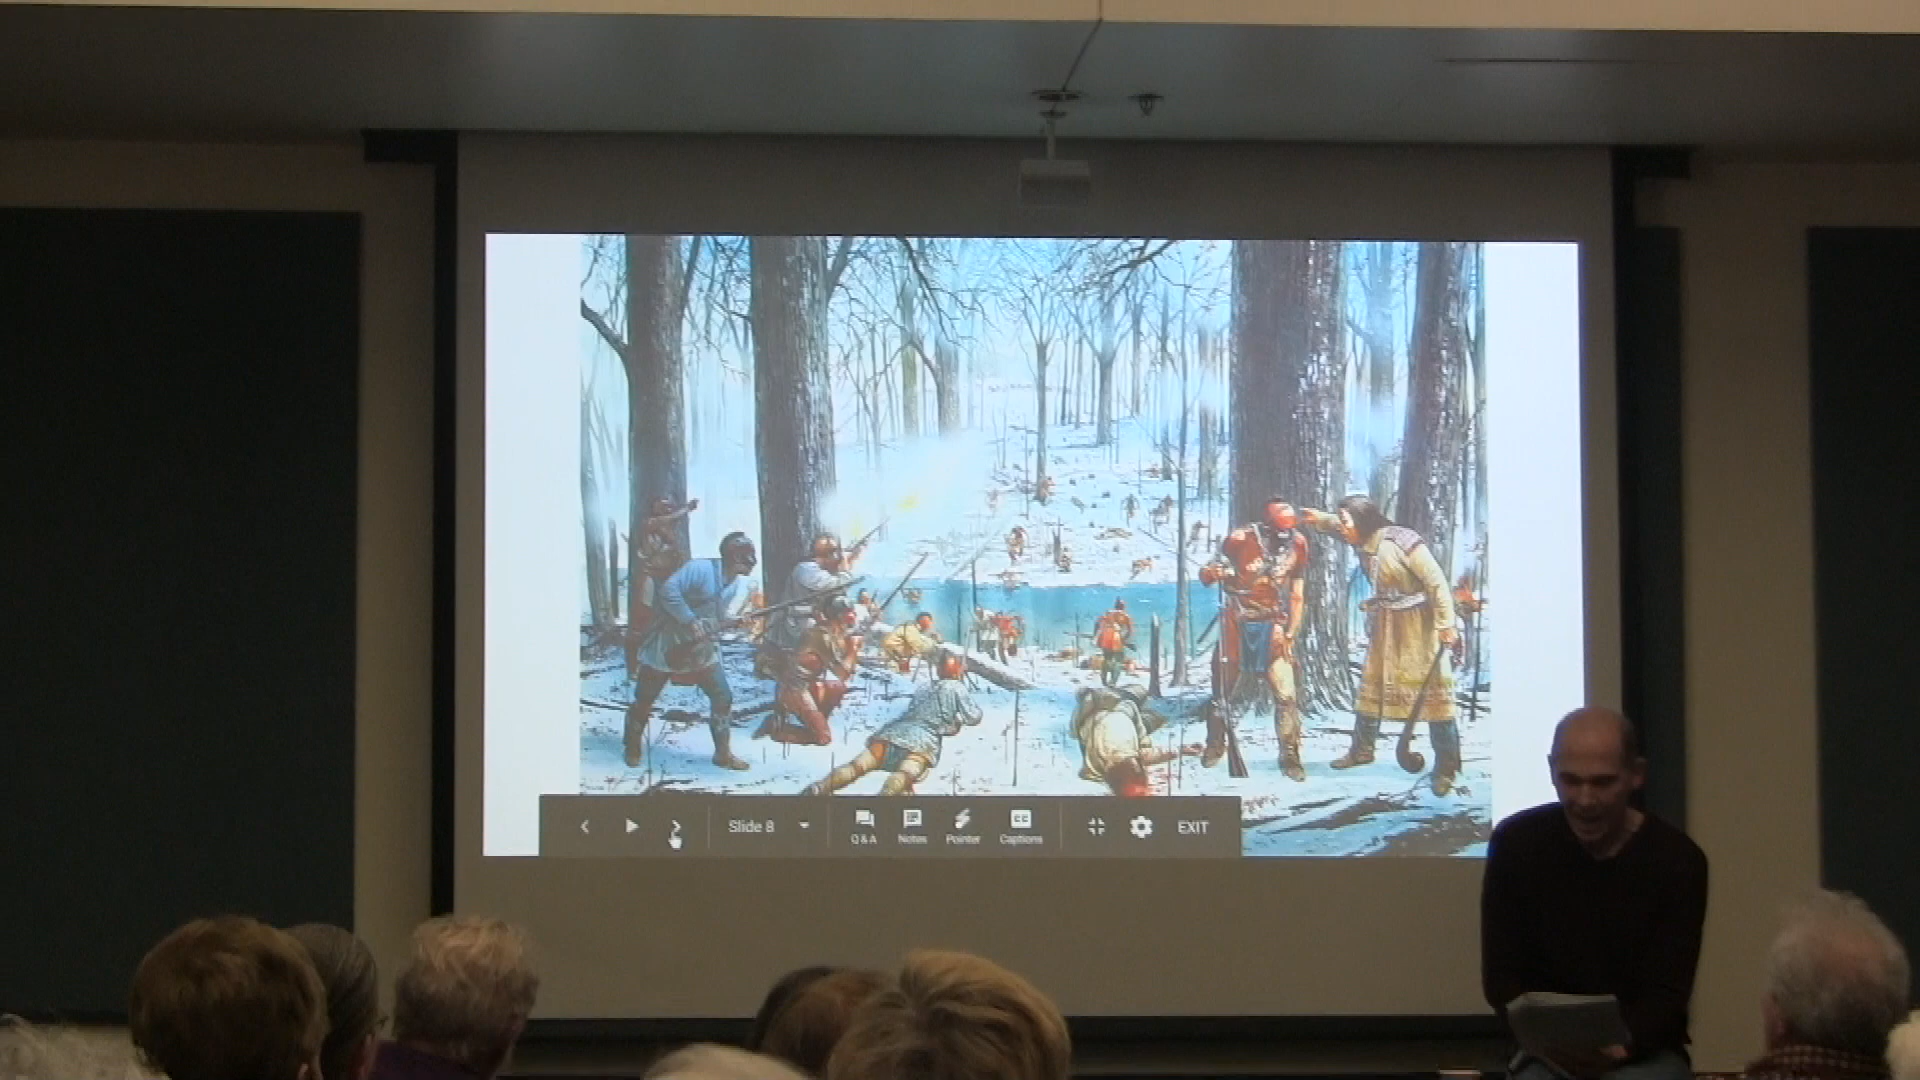 Slide 8
Q & A
Notes
Pointer
Captions
EXIT